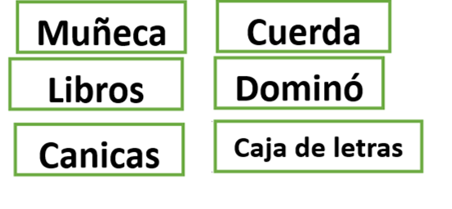 Muñeca
Cuerda
Libros
Dominó
Canicas
Caja de letras